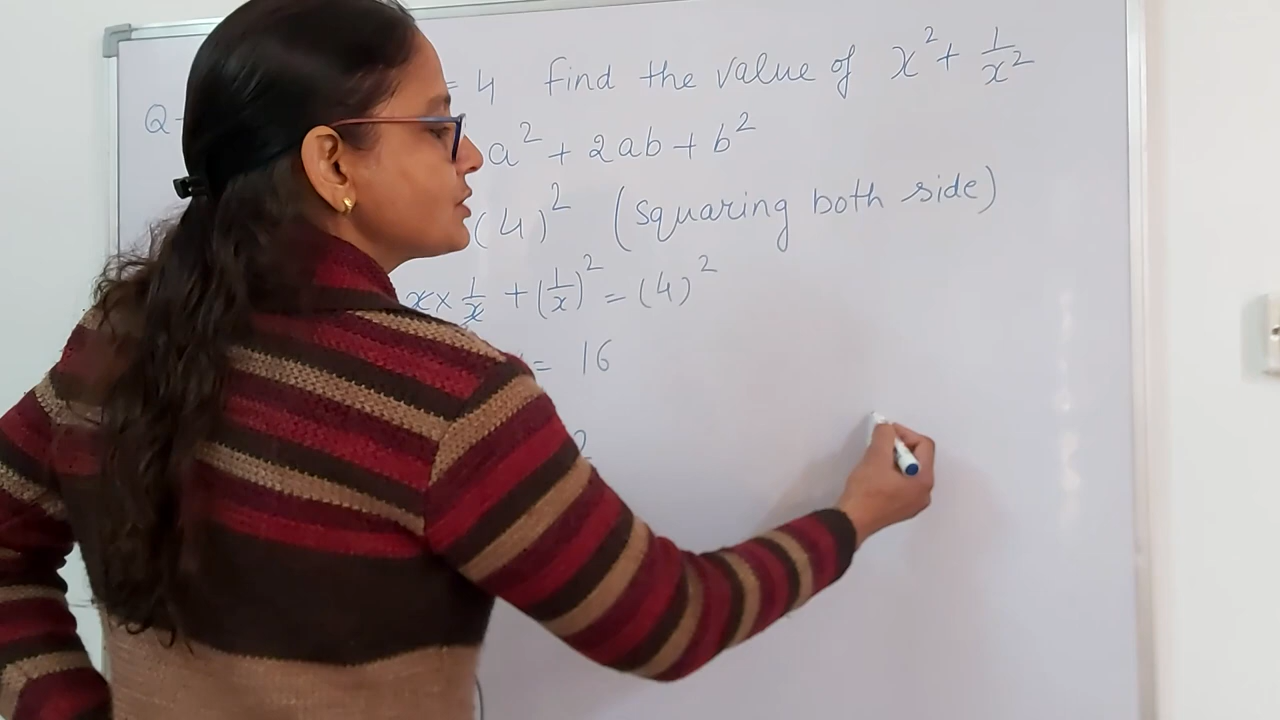 Q- = 4 find the value of x² + 1/x²
a² + 2ab + b²
(4)² (squaring both side)
x × 1/x + (1/x)² = (4)²
= 16
2